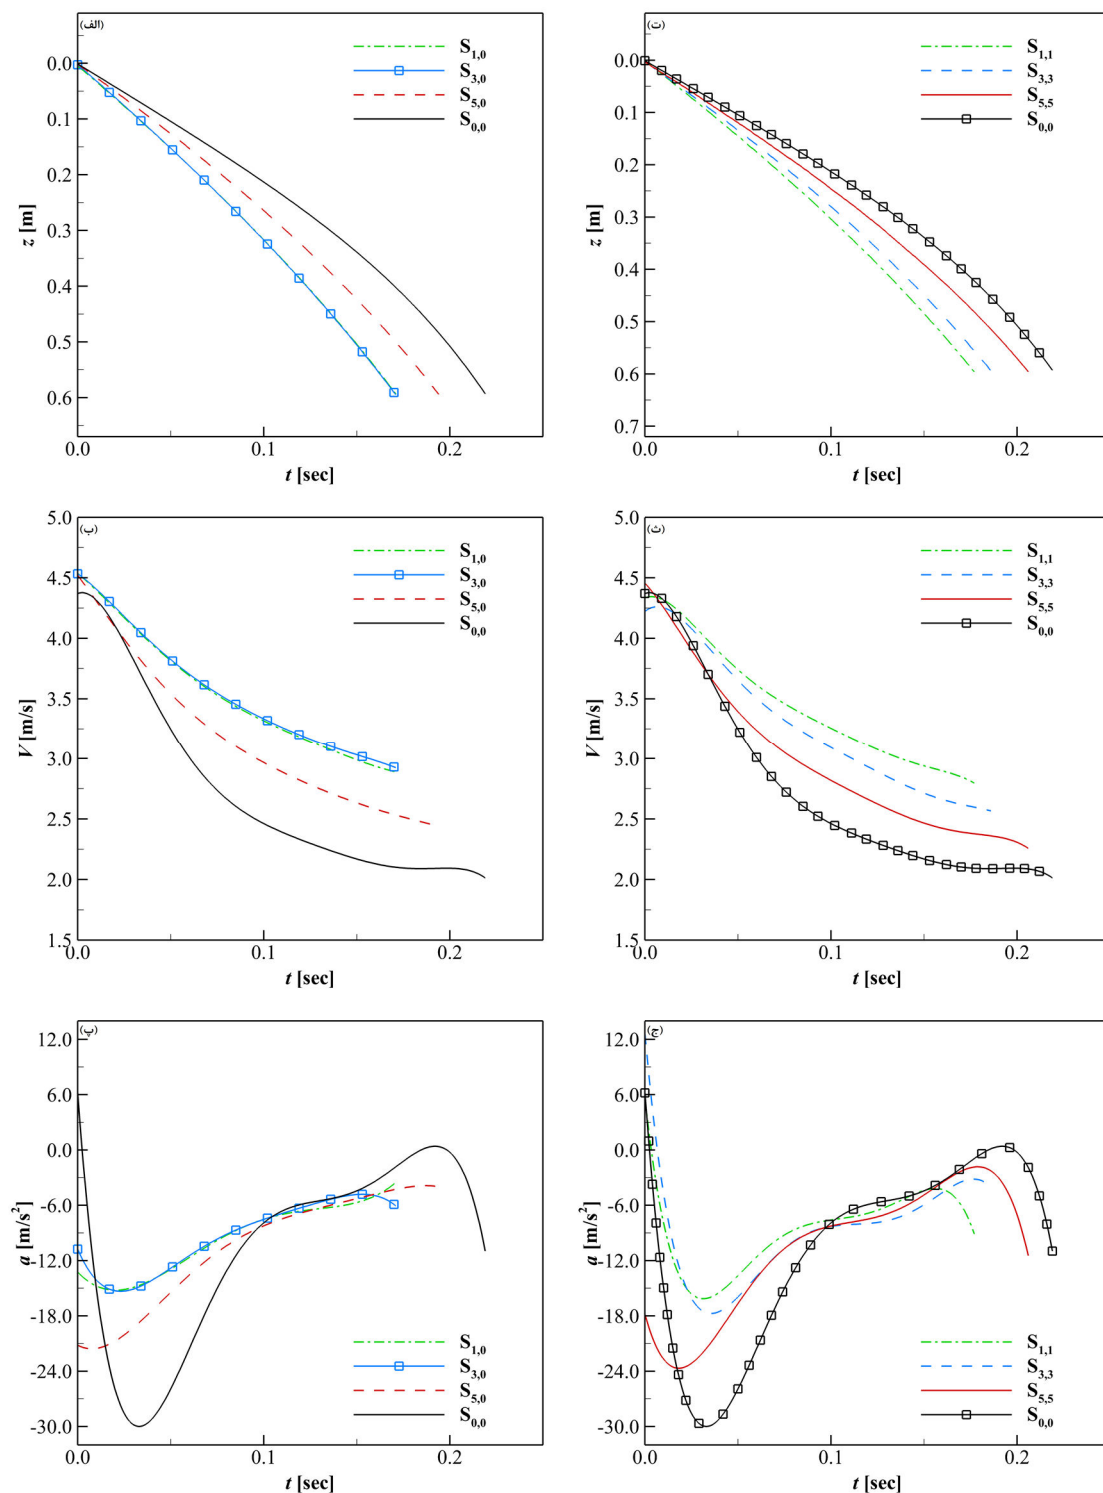 (الف)
S1,0
S3,0
S5,0
S0,0
0.0
0.1
0.2
0.3
0.4
0.5
0.6
z [m]
0.0 0.1 0.2
t [sec]
(ت)
S1,1
S3,3
S5,5
S0,0
0.0
0.1
0.2
0.3
0.4
0.5
0.6
0.7
z [m]
0.0 0.1 0.2
t [sec]
(ب)
S1,0
S3,0
S5,0
S0,0
5.0
4.5
4.0
3.5
3.0
2.5
2.0
1.5
V [m/s]
0.0 0.1 0.2
t [sec]
(ث)
S1,1
S3,3
S5,5
S0,0
5.0
4.5
4.0
3.5
3.0
2.5
2.0
1.5
V [m/s]
0.0 0.1 0.2
t [sec]
(پ)
12.0
6.0
0.0
-6.0
-12.0
-18.0
-24.0
-30.0
a [m/s²]
S1,0
S3,0
S5,0
S0,0
0.0 0.1 0.2
t [sec]
(ج)
12.0
6.0
0.0
-6.0
-12.0
-18.0
-24.0
-30.0
a [m/s²]
S1,1
S3,3
S5,5
S0,0
0.0 0.1 0.2
t [sec]